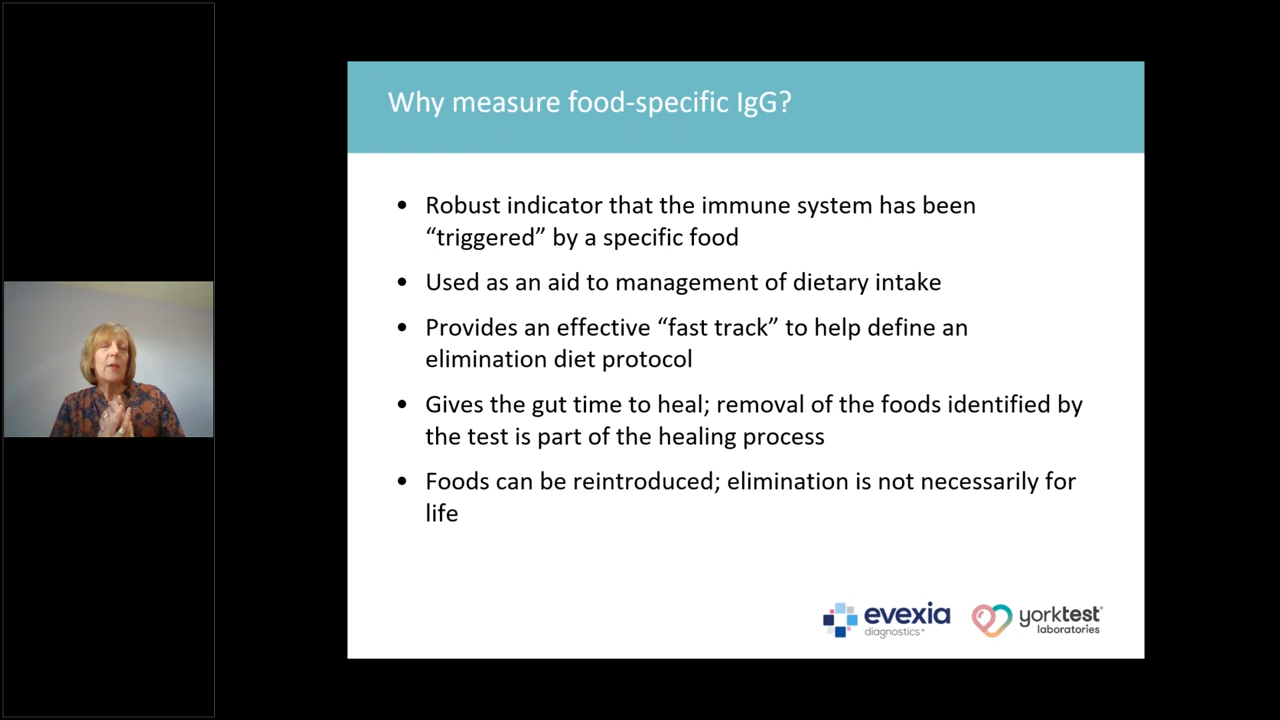 Why measure food-specific IgG?
• Robust indicator that the immune system has been
“triggered” by a specific food
• Used as an aid to management of dietary intake
• Provides an effective “fast track” to help define an
elimination diet protocol
• Gives the gut time to heal; removal of the foods identified by
the test is part of the healing process
• Foods can be reintroduced; elimination is not necessarily for
life
evexia
diagnostics
yorktest
laboratories